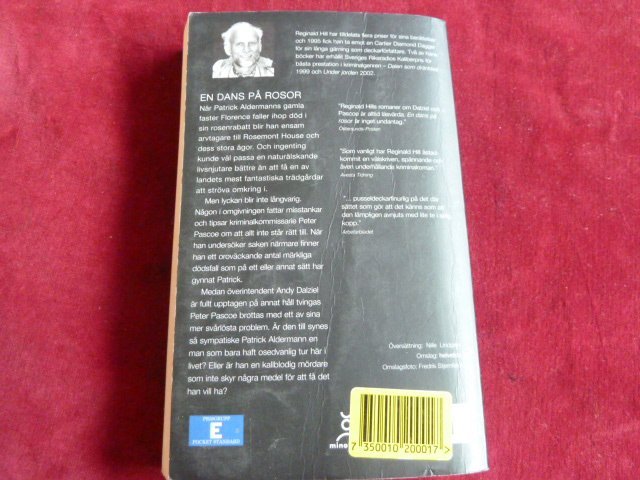 Reginald Hill har tilldelats flera priser för sina berättelser
och 1995 fick han ta emot en Cartier Diamond Dagger
för sin långa gärning som deckarförfattare. Två av hans
böcker har erhållit Sveriges Riksradios Kaliberpris för
bästa prestation i kriminalgenren – Dalen som dränktes
1999 och Under jorden 2002.
EN DANS PÅ ROSOR
När Patrick Aldermanns gamla
faster Florence faller ihop död i
sin rosenrabatt blir han ensam
arvtagare till Rosemont House och
dess stora ägor. Och ingenting
kunde väl passa en naturälskande
livsnjutare bättre än att få en av
landets mest fantastiska trädgårdar
att ströva omkring i.
Men lyckan blir inte långvarig.
Någon i omgivningen fattar misstankar
och tipsar kriminalkommissarie Peter
Pascoe om att allt inte står rätt till. När
han undersöker saken närmare finner
han ett oroväckande antal märkliga
dödsfall som på ett eller annat sätt har
gynnat Patrick.
Medan överintendent Andy Dalziel
är fullt upptagen på annat håll tvingas
Peter Pascoe brottas med ett av sina
mer svårlösta problem. Är den till synes
så sympatiske Patrick Aldermann en
man som bara haft osedvanlig tur här i
livet? Eller är han en kallblodig mördare
som inte skyr några medel för att få det
han vill ha?
"Reginald Hills romaner om Dalziel och
Pascoe är alltid läsvärda. En dans på
rosor är inget undantag."
Östersunds-Posten
"Som vanligt har Reginald Hill åstad-
kommit en välskriven, spännande och
även underhållande kriminalroman."
Avesta Tidning
"... pusseldeckarfinurlig på det där
sättet som gör att det känns som på
den lämpligen avnjuts med lite te i
kopp."
Arbetarbladet
Översättning: Nille
Omslag:
Omslagsfoto: Fredrik
PRISGRUPP
E
POCKET STANDARD
mino
7 350010 200017 >